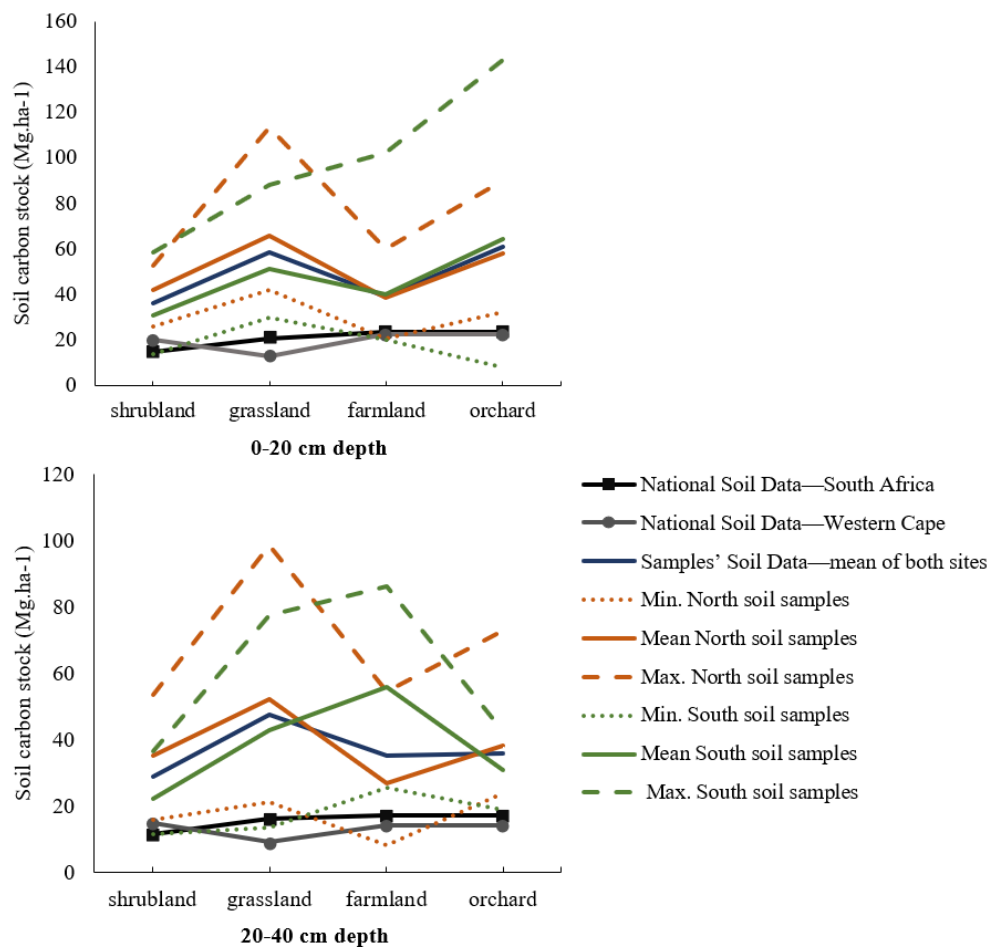 Soil carbon stock (Mg.ha-1)
160
140
120
100
80
60
40
20
0
shrubland grassland farmland orchard
0-20 cm depth
Soil carbon stock (Mg.ha-1)
120
100
80
60
40
20
0
shrubland grassland farmland orchard
20-40 cm depth
National Soil Data—South Africa
National Soil Data—Western Cape
Samples’ Soil Data—mean of both sites
Min. North soil samples
Mean North soil samples
Max. North soil samples
Min. South soil samples
Mean South soil samples
Max. South soil samples